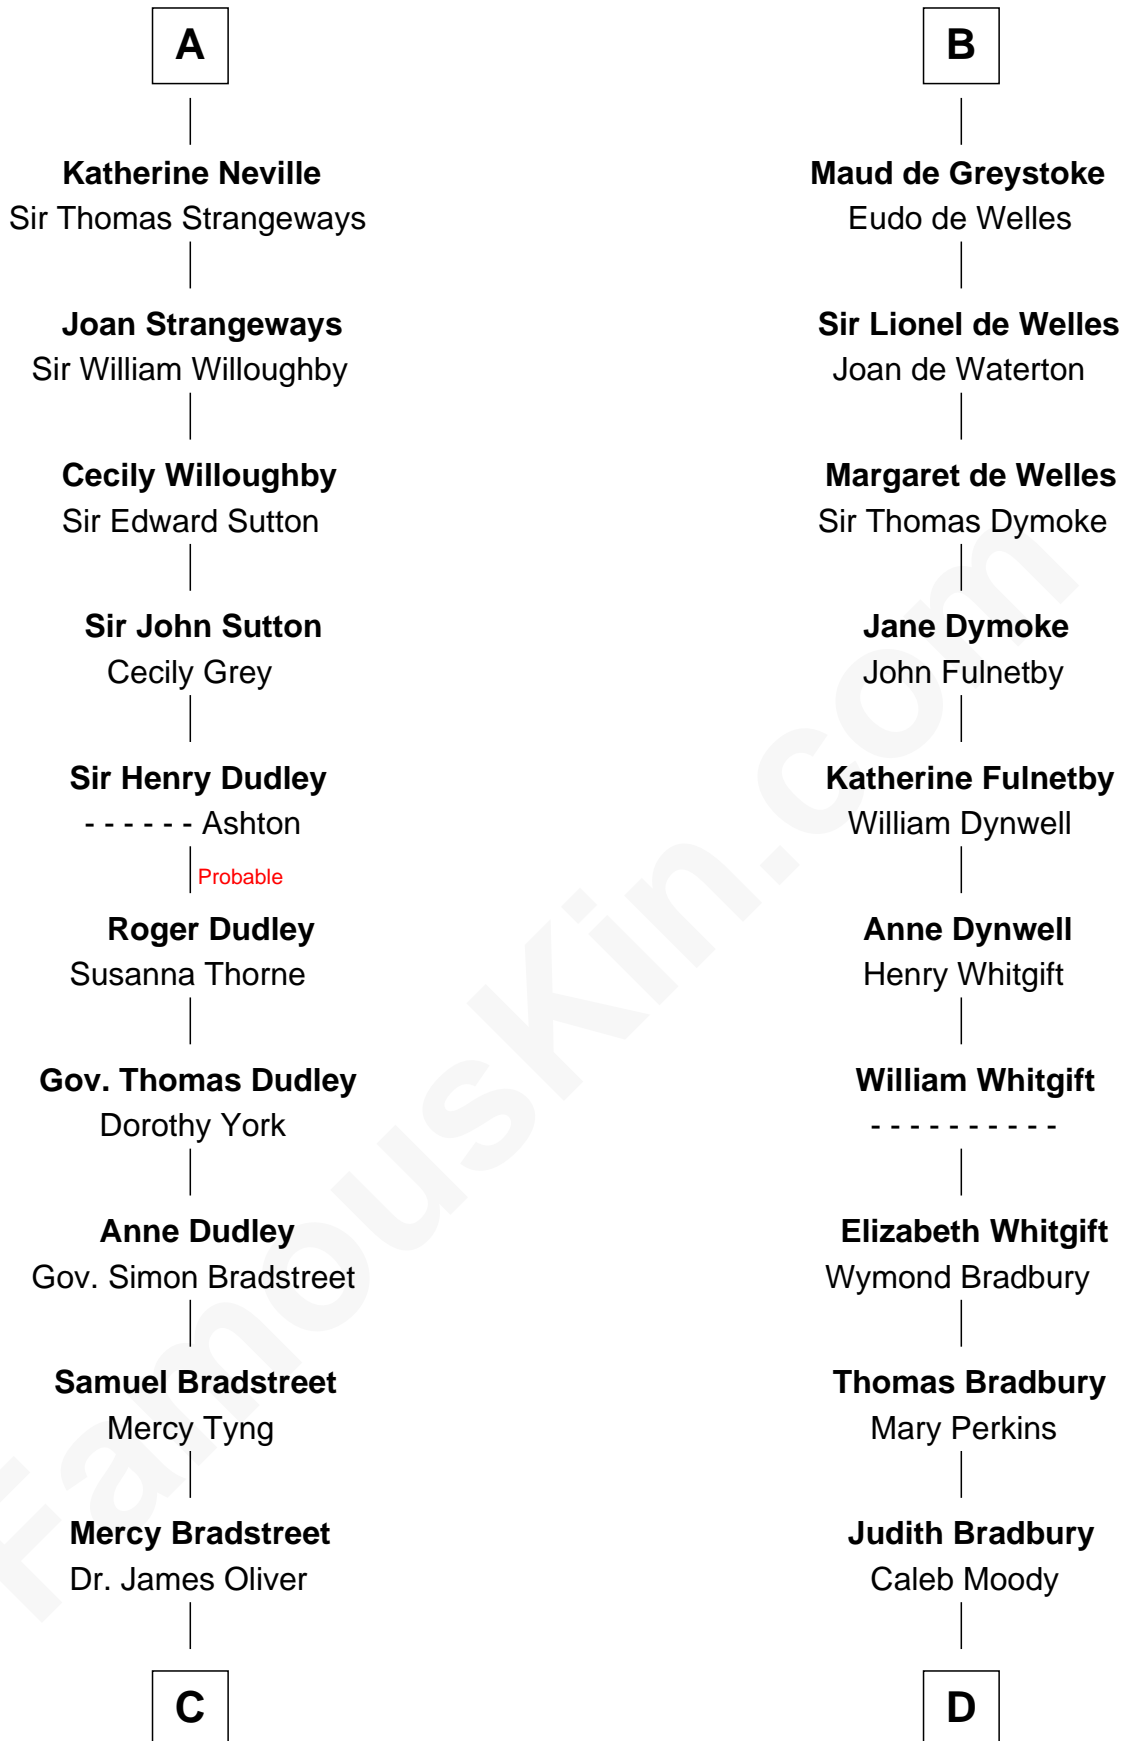 A
Katherine Neville
Sir Thomas Strangeways
Joan Strangeways
Sir William Willoughby
Cecily Willoughby
Sir Edward Sutton
Sir John Sutton
Cecily Grey
Sir Henry Dudley
- - - - - - Ashton
Probable
Roger Dudley
Susanna Thorne
Gov. Thomas Dudley
Dorothy York
Anne Dudley
Gov. Simon Bradstreet
Samuel Bradstreet
Mercy Tyng
Mercy Bradstreet
Dr. James Oliver
C
B
Maud de Greystoke
Eudo de Welles
Sir Lionel de Welles
Joan de Waterton
Margaret de Welles
Sir Thomas Dymoke
Jane Dymoke
John Fulnetby
Katherine Fulnetby
William Dynwell
Anne Dynwell
Henry Whitgift
William Whitgift
- - - - - - - - - -
Elizabeth Whitgift
Wymond Bradbury
Thomas Bradbury
Mary Perkins
Judith Bradbury
Caleb Moody
D
FamousKin.com